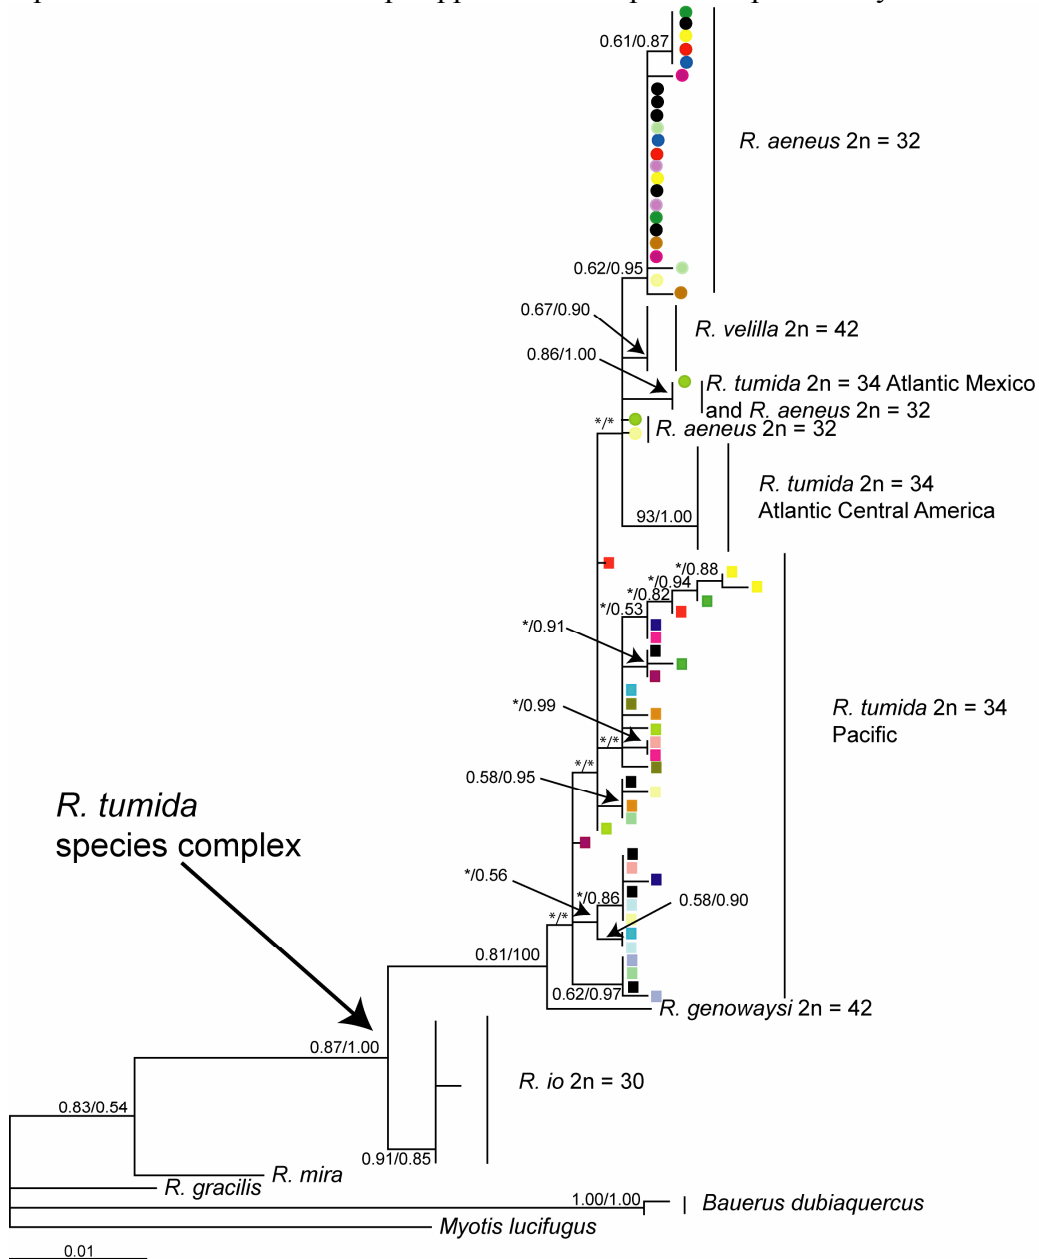 0.61/0.87
R. aeneus 2n = 32
0.62/0.95
0.67/0.90
R. velilla 2n = 42
0.86/1.00
R. tumida 2n = 34 Atlantic Mexico
and R. aeneus 2n = 32
*/*
R. aeneus 2n = 32
R. tumida 2n = 34
Atlantic Central America
93/1.00
*/0.88
*/0.94
*/0.82
*/0.53
*/0.91
*/0.99
R. tumida 2n = 34
Pacific
*/*
*/*
0.58/0.95
R. tumida
species complex
*/0.56
*/0.86
0.58/0.90
*/*
0.81/100
0.62/0.97
R. genowaysi 2n = 42
0.87/1.00
R. io 2n = 30
0.83/0.54
0.91/0.85
R. mira
R. gracilis
1.00/1.00
Bauerus dubiaquercus
Myotis lucifugus
0.01